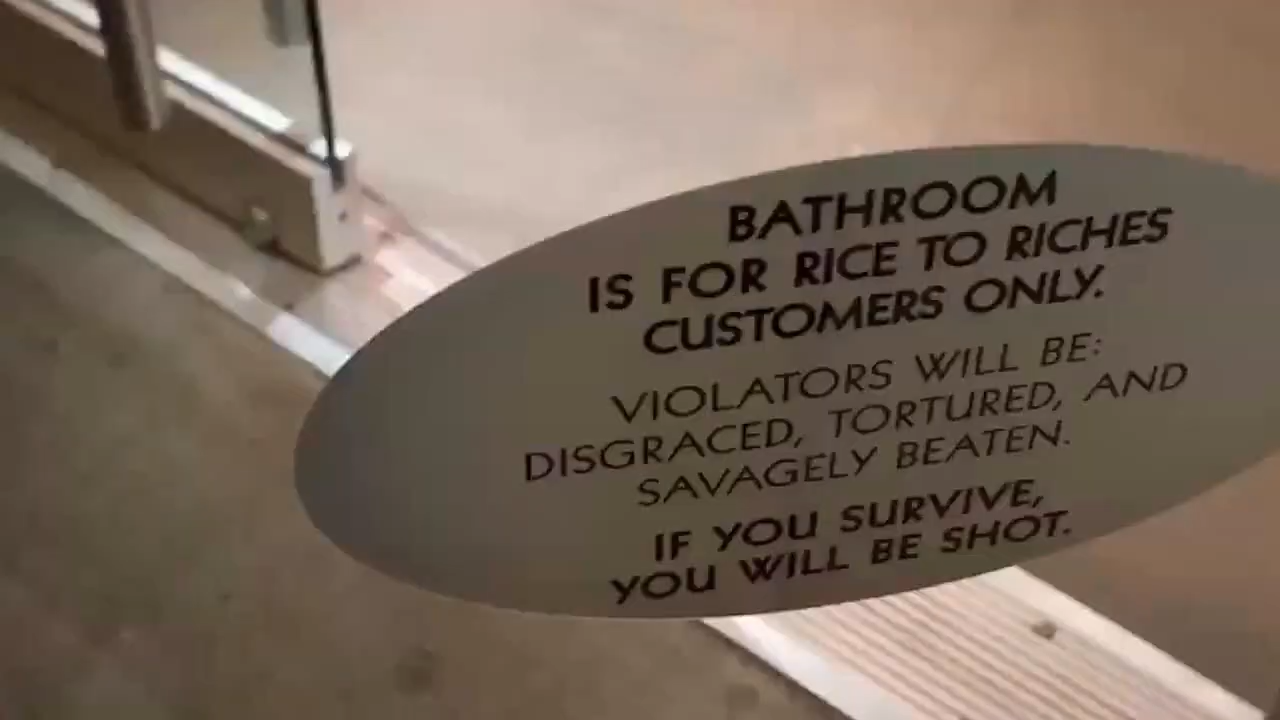 BATHROOM
IS FOR RICE TO RICHES
CUSTOMERS ONLY.
VIOLATORS WILL BE:
DISGRACED, TORTURED, AND
SAVAGELY BEATEN.
IF YOU SURVIVE,
YOU WILL BE SHOT.